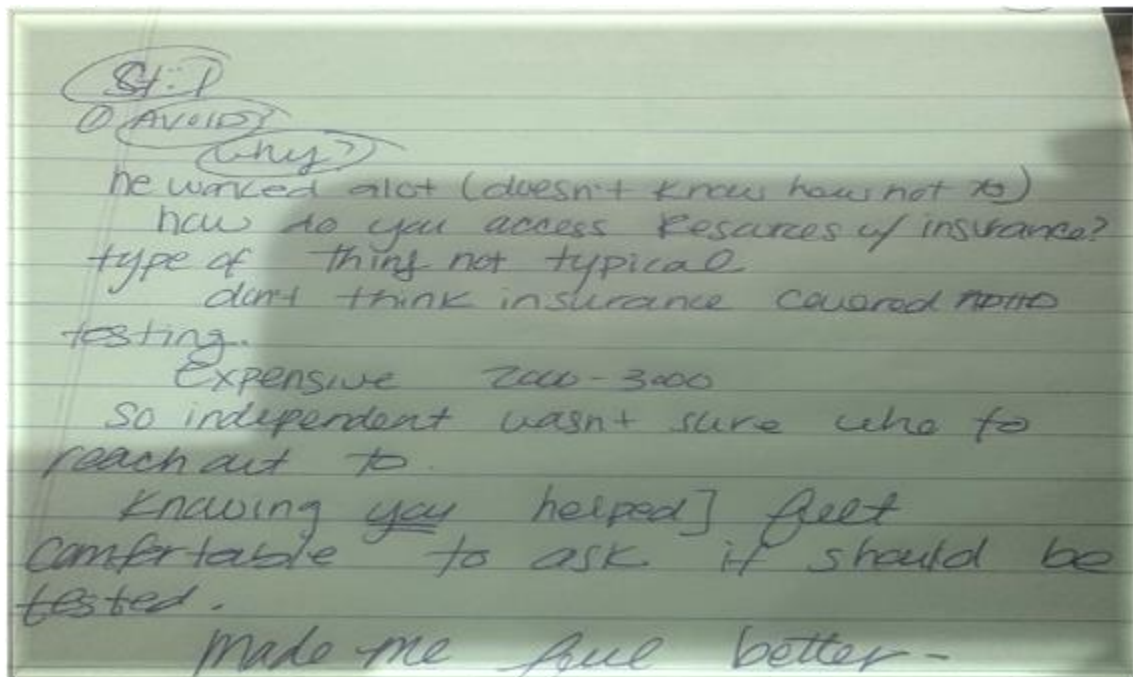 St: 1
① AVOID?
why?
he worked alot (doesn't know how not to)
how do you access Resources w/ insurance?
type of thing not typical
don't think insurance covered
testing.
Expensive 2000-3000
so independent wasn't sure who to
reach out to.
Knowing you helped] felt
comfortable to ask if should be
tested.
made me feel better-